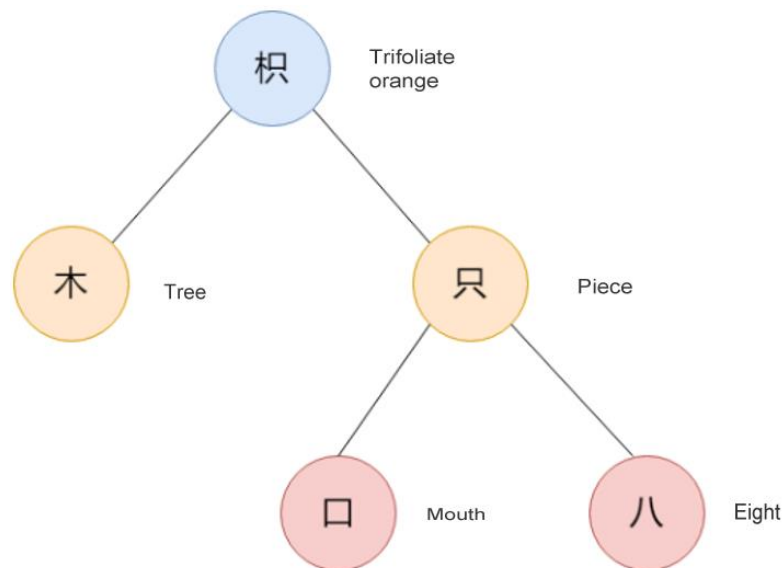 枳
Trifoliate
orange
木
Tree
只
Piece
口
Mouth
八
Eight